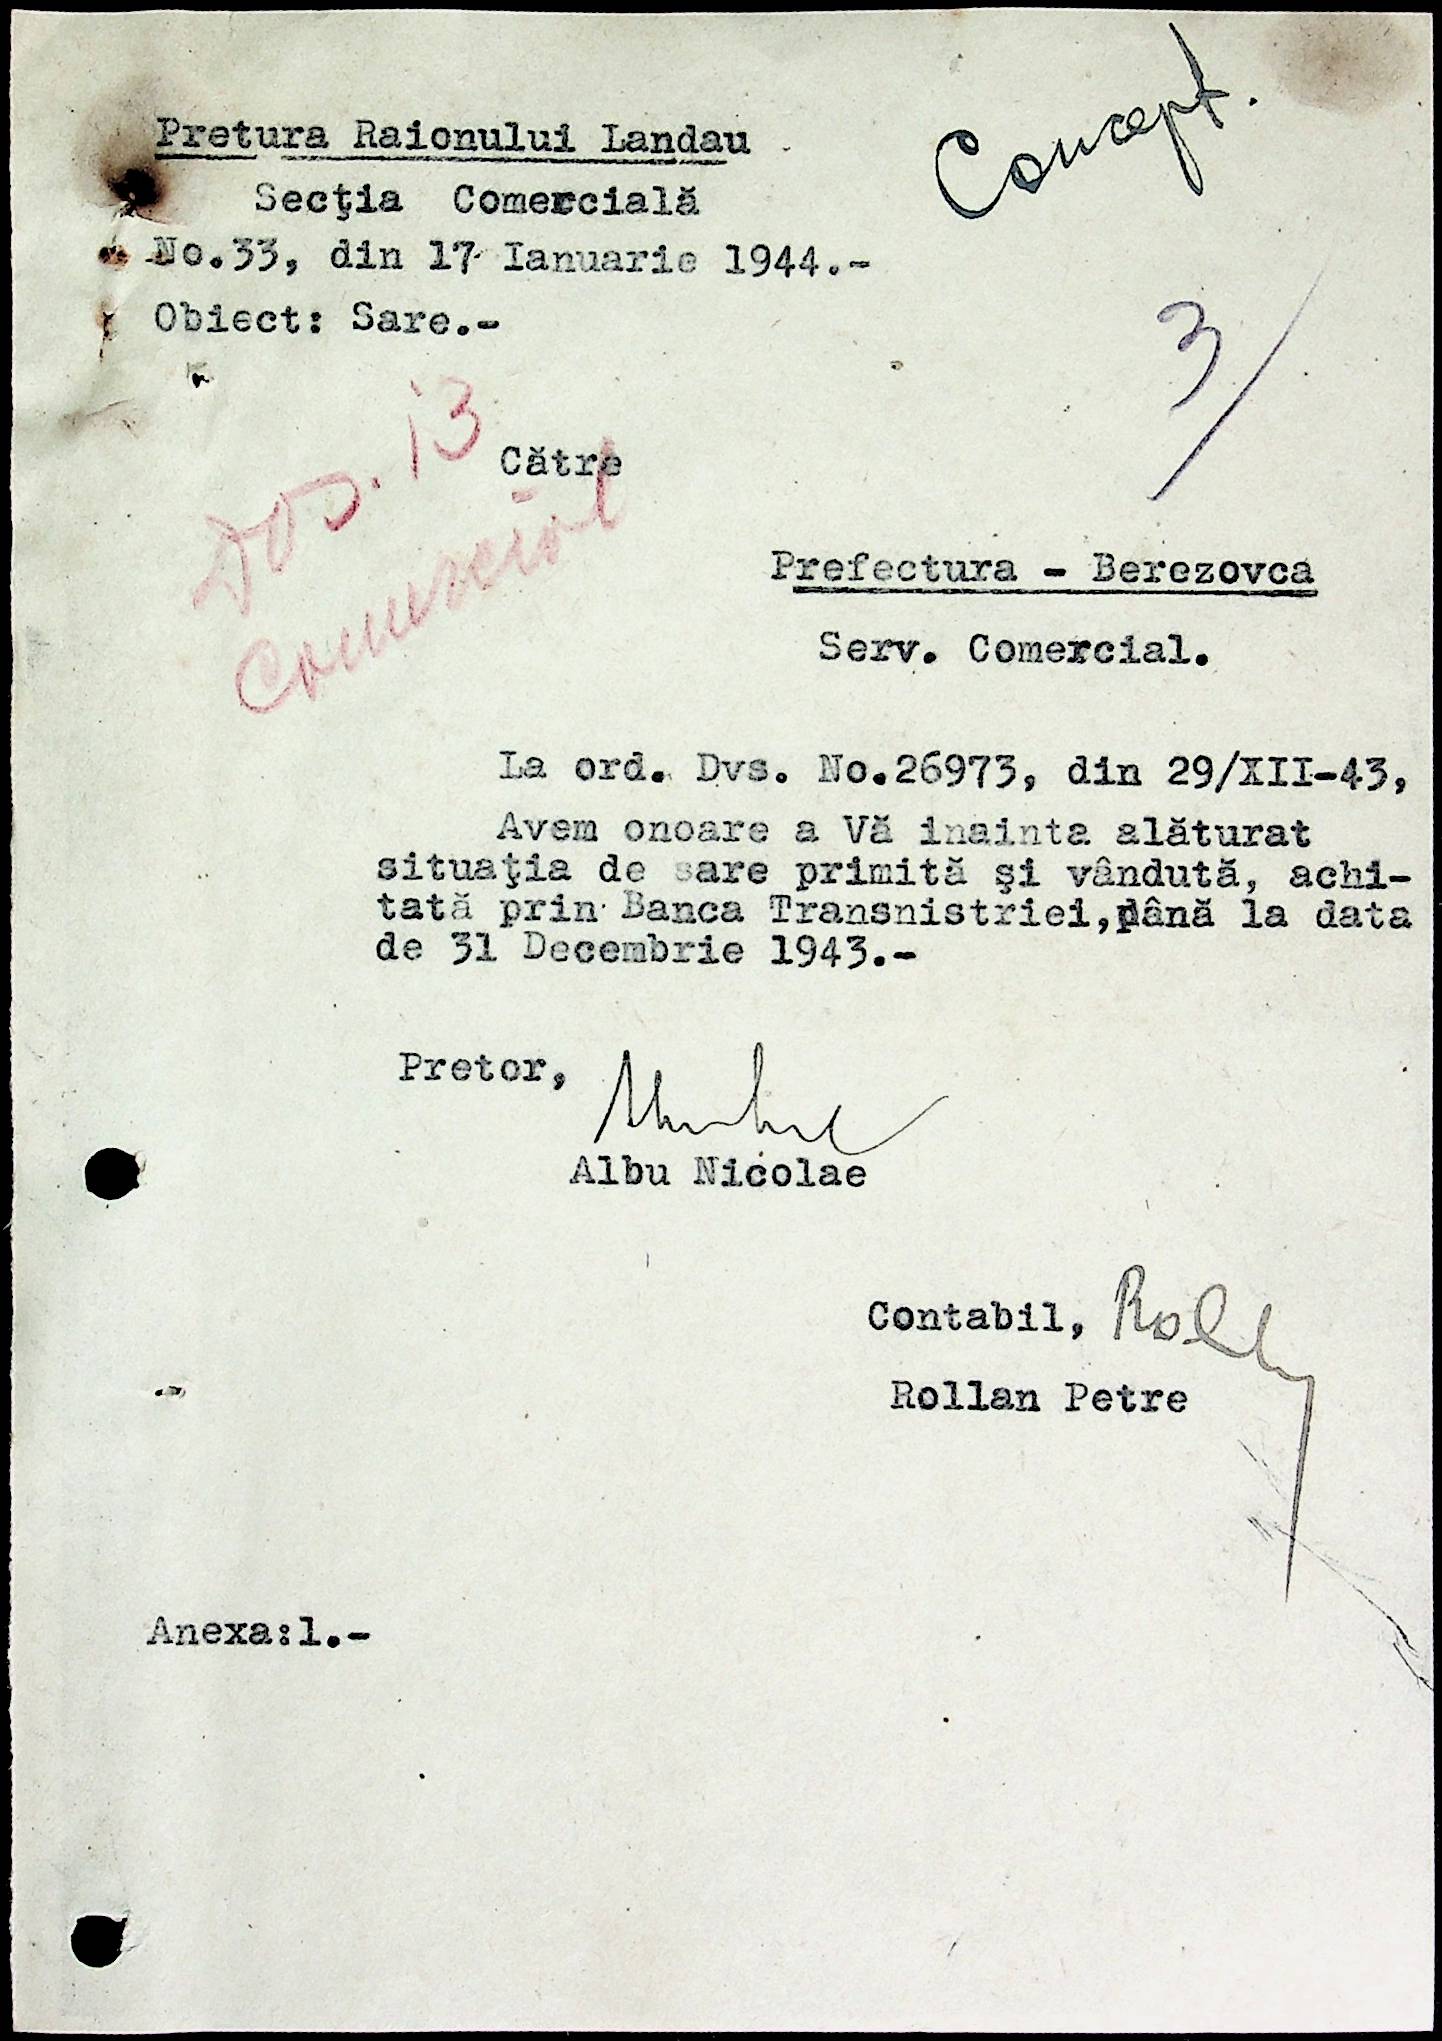 Concept.
Pretura Raionului Landau
Secţia Comercială
No.33, din 17 Ianuarie 1944.-
Obiect: Sare.-
3/
Dos. 13
Comercial
Către
Prefectura - Berezovca
Serv. Comercial.
La ord. Dvs. No.26973, din 29/XII-43,
Avem onoare a Vă inainta alăturat
situaţia de sare primită şi vândută, achi-
tată prin Banca Transnistriei,până la data
de 31 Decembrie 1943.-
Pretor,
Albu Nicolae
Contabil,
Rollan Petre
Anexa:1.-